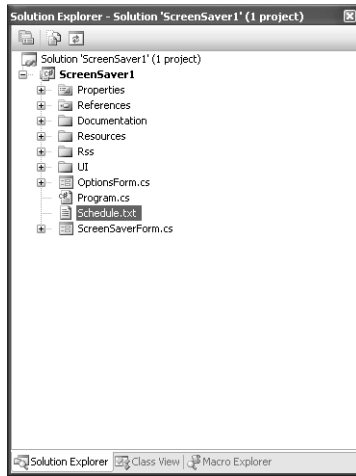 Solution Explorer - Solution 'ScreenSaver1' (1 project)
Solution 'ScreenSaver1' (1 project)
ScreenSaver1
Properties
References
Documentation
Resources
Rss
UI
OptionsForm.cs
Program.cs
Schedule.txt
ScreenSaverForm.cs
Solution Explorer Class View Macro Explorer